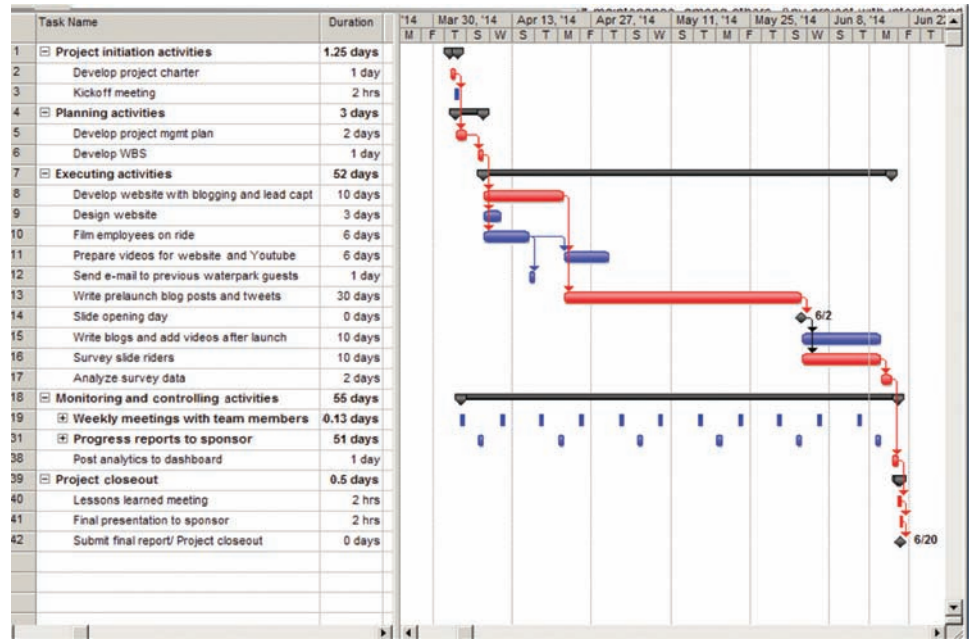 maintenance, among others. Any project with
Task Name Duration '14 Mar 30, '14 Apr 13, '14 Apr 27, '14 May 11, '14 May 25, '14 Jun 8, '14 Jun 22
M F T S W S T M F T S W S T M F T S W S T M F T
1 Project initiation activities 1.25 days
2 Develop project charter 1 day
3 Kickoff meeting 2 hrs
4 Planning activities 3 days
5 Develop project mgmt plan 2 days
6 Develop WBS 1 day
7 Executing activities 52 days
8 Develop website with blogging and lead capt 10 days
9 Design website 3 days
10 Film employees on ride 6 days
11 Prepare videos for website and Youtube 6 days
12 Send e-mail to previous waterpark guests 1 day
13 Write prelaunch blog posts and tweets 30 days
14 Slide opening day 0 days 6/2
15 Write blogs and add videos after launch 10 days
16 Survey slide riders 10 days
17 Analyze survey data 2 days
18 Monitoring and controlling activities 55 days
19 Weekly meetings with team members 0.13 days
31 Progress reports to sponsor 51 days
38 Post analytics to dashboard 1 day
39 Project closeout 0.5 days
40 Lessons learned meeting 2 hrs
41 Final presentation to sponsor 2 hrs
42 Submit final report/ Project closeout 0 days 6/20